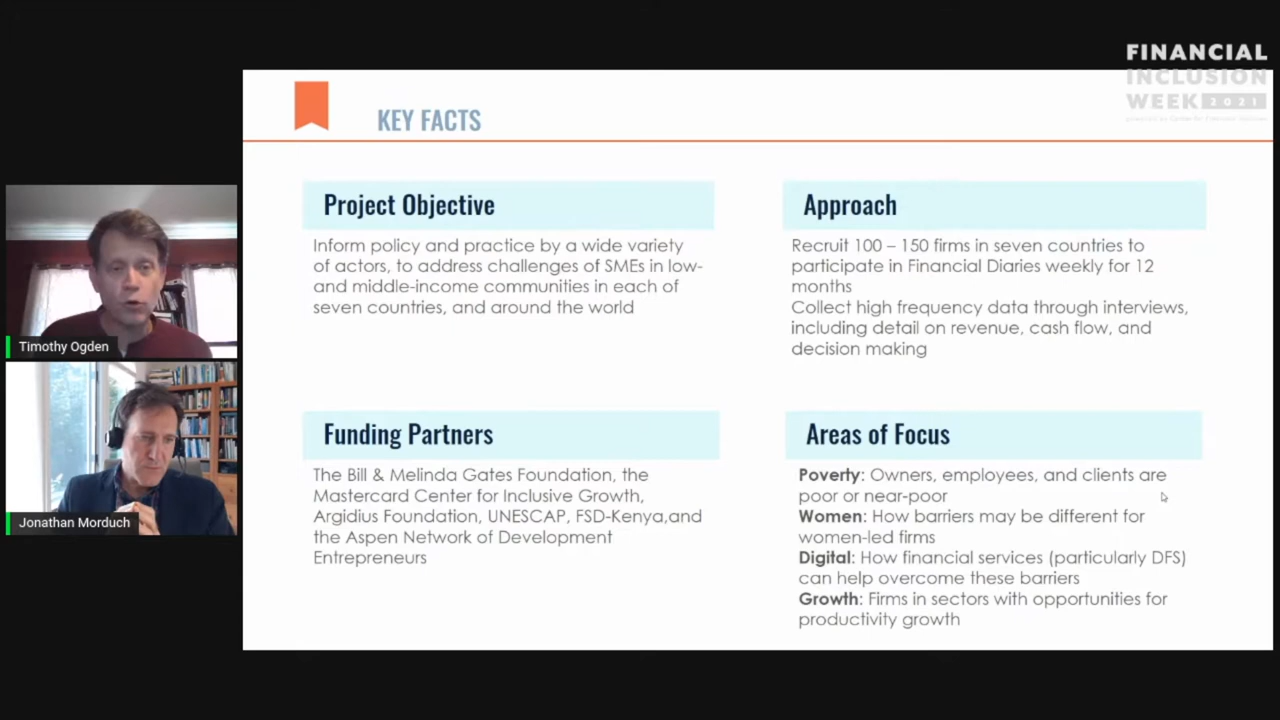 FINANCIAL
INCLUSION
WEEK 2021
KEY FACTS
Project Objective
Inform policy and practice by a wide variety
of actors, to address challenges of SMEs in low-
and middle-income communities in each of
seven countries, and around the world
Approach
Recruit 100 – 150 firms in seven countries to
participate in Financial Diaries weekly for 12
months
Collect high frequency data through interviews,
including detail on revenue, cash flow, and
decision making
Funding Partners
The Bill & Melinda Gates Foundation, the
Mastercard Center for Inclusive Growth,
Argidius Foundation, UNESCAP, FSD-Kenya,and
the Aspen Network of Development
Entrepreneurs
Areas of Focus
Poverty: Owners, employees, and clients are
poor or near-poor
Women: How barriers may be different for
women-led firms
Digital: How financial services (particularly DFS)
can help overcome these barriers
Growth: Firms in sectors with opportunities for
productivity growth
Timothy Ogden
Jonathan Morduch